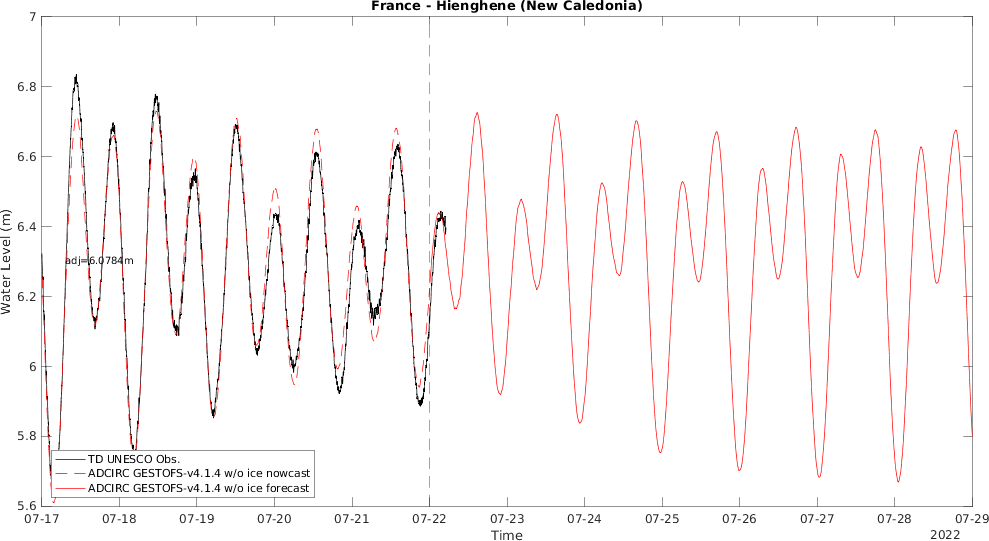 France - Hienghene (New Caledonia)
Water Level (m)
7
6.8
6.6
6.4
6.2
6
5.8
5.6
adj=6.0784m
TD UNESCO Obs.
ADCIRC GESTOFS-v4.1.4 w/o ice nowcast
ADCIRC GESTOFS-v4.1.4 w/o ice forecast
07-17 07-18 07-19 07-20 07-21 07-22 07-23 07-24 07-25 07-26 07-27 07-28 07-29
Time
2022